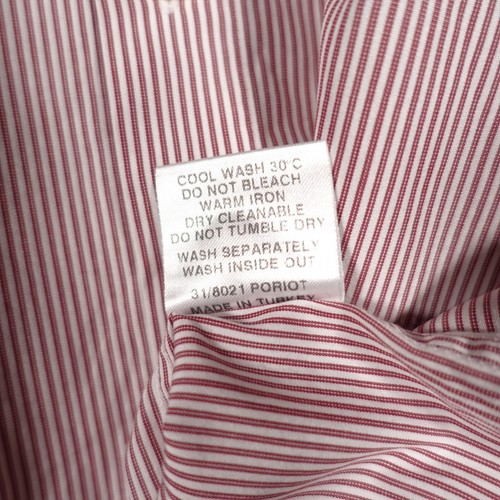 COOL WASH 30°C
DO NOT BLEACH
WARM IRON
DRY CLEANABLE
DO NOT TUMBLE DRY
WASH SEPARATELY
WASH INSIDE OUT
31/8021 PORIOT
MADE IN TURKEY